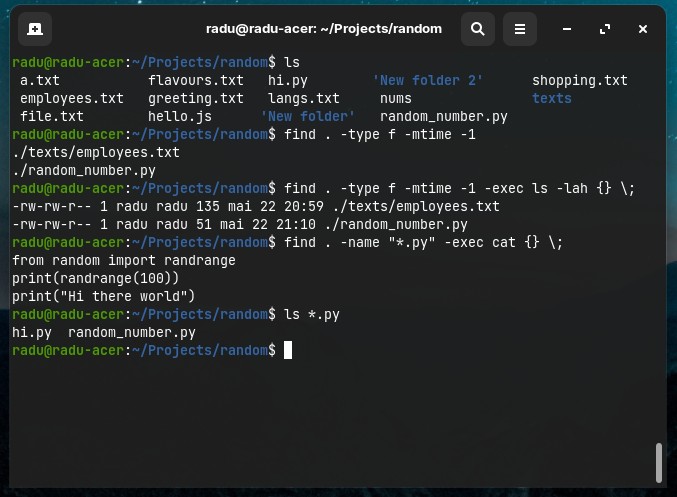 radu@radu-acer: ~/Projects/random
radu@radu-acer:~/Projects/random$ ls
a.txt flavours.txt hi.py 'New folder 2' shopping.txt
employees.txt greeting.txt langs.txt nums texts
file.txt hello.js 'New folder' random_number.py
radu@radu-acer:~/Projects/random$ find . -type f -mtime -1
./texts/employees.txt
./random_number.py
radu@radu-acer:~/Projects/random$ find . -type f -mtime -1 -exec ls -lah {} \;
-rw-rw-r-- 1 radu radu 135 mai 22 20:59 ./texts/employees.txt
-rw-rw-r-- 1 radu radu 51 mai 22 21:10 ./random_number.py
radu@radu-acer:~/Projects/random$ find . -name "*.py" -exec cat {} \;
from random import randrange
print(randrange(100))
print("Hi there world")
radu@radu-acer:~/Projects/random$ ls *.py
hi.py random_number.py
radu@radu-acer:~/Projects/random$